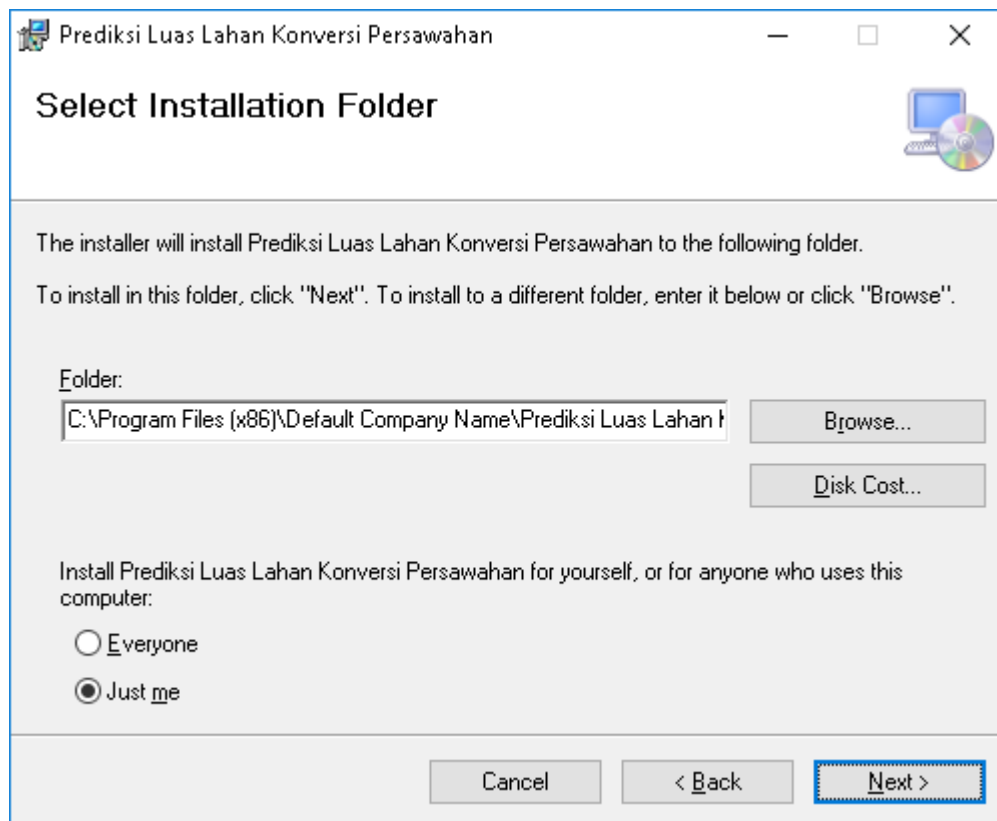 Prediksi Luas Lahan Konversi Persawahan
Select Installation Folder
The installer will install Prediksi Luas Lahan Konversi Persawahan to the following folder.
To install in this folder, click "Next". To install to a different folder, enter it below or click "Browse".
Folder:
C:\Program Files (x86)\Default Company Name\Prediksi Luas Lahan
Browse...
Disk Cost...
Install Prediksi Luas Lahan Konversi Persawahan for yourself, or for anyone who uses this
computer:
Everyone
Just me
Cancel
< Back
Next >